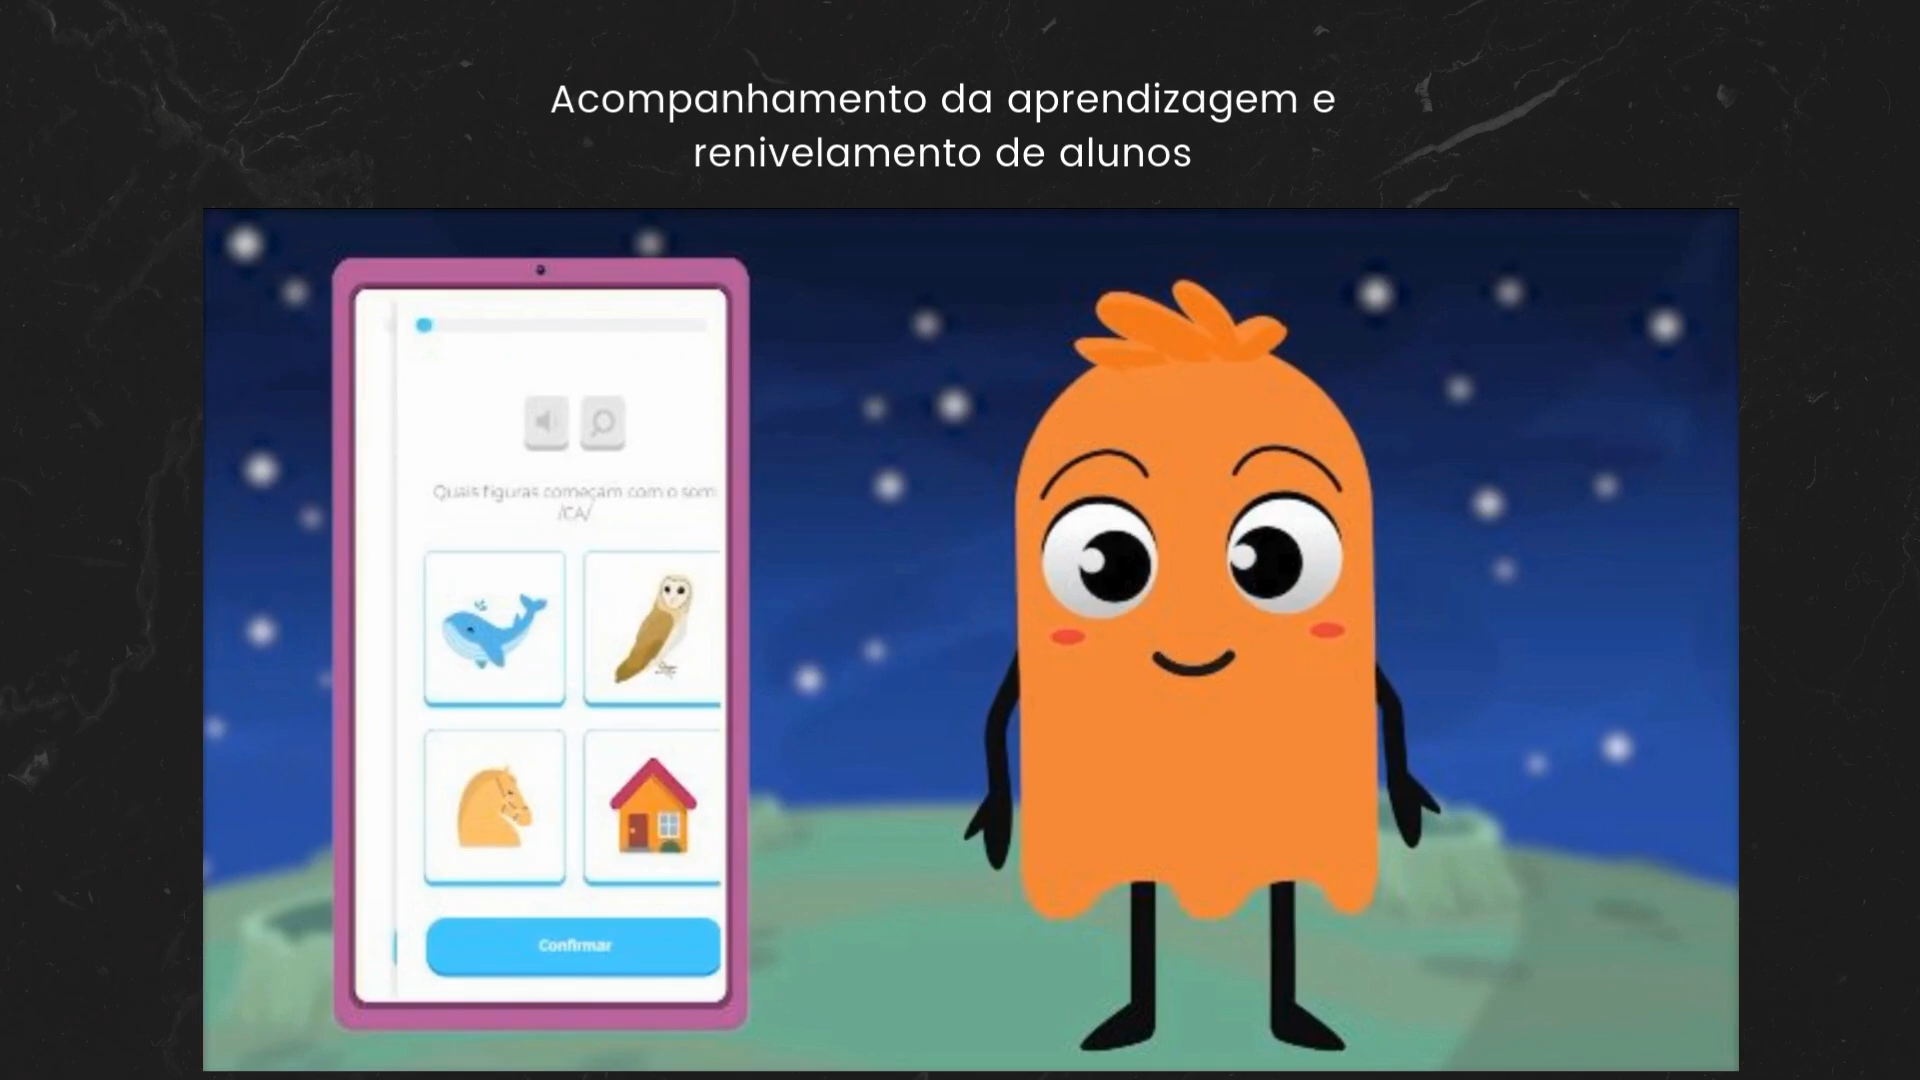 Acompanhamento da aprendizagem e
renivelamento de alunos
Quais figuras começam com o som
/CA/
Confirmar